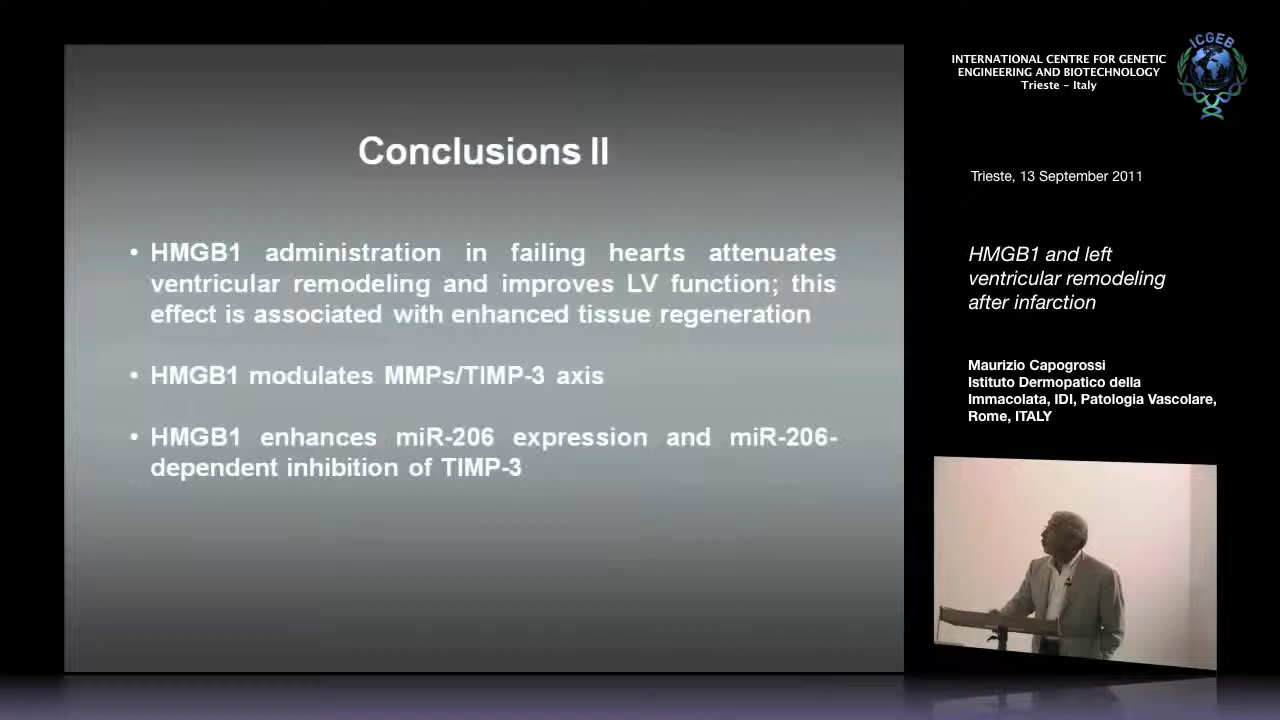 Conclusions II
• HMGB1 administration in failing hearts attenuates
ventricular remodeling and improves LV function; this
effect is associated with enhanced tissue regeneration
• HMGB1 modulates MMPs/TIMP-3 axis
• HMGB1 enhances miR-206 expression and miR-206-
dependent inhibition of TIMP-3
INTERNATIONAL CENTRE FOR GENETIC
ENGINEERING AND BIOTECHNOLOGY
Trieste – Italy
ICGEB
Trieste, 13 September 2011
HMGB1 and left
ventricular remodeling
after infarction
Maurizio Capogrossi
Istituto Dermopatico della
Immacolata, IDI, Patologia Vascolare,
Rome, ITALY